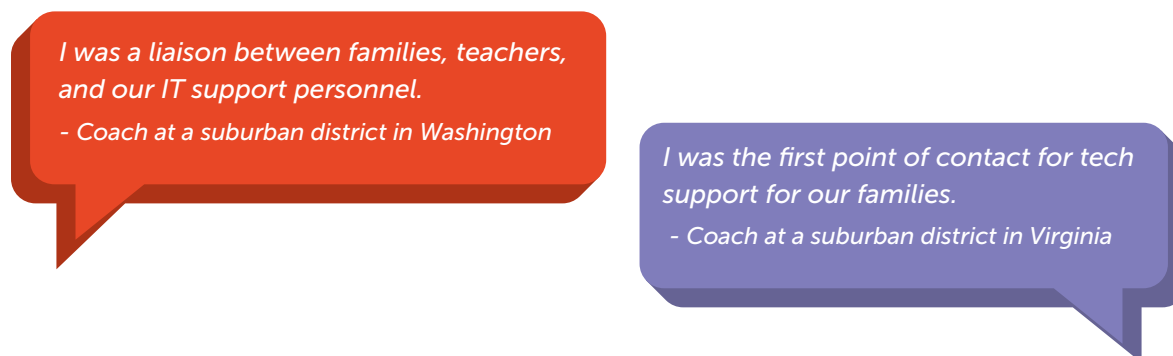 I was a liaison between families, teachers,
and our IT support personnel.
- Coach at a suburban district in Washington
I was the first point of contact for tech
support for our families.
- Coach at a suburban district in Virginia